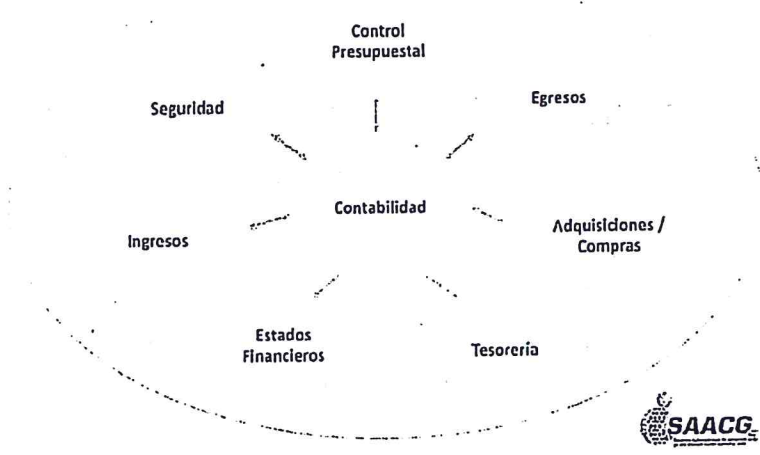 Control
Presupuestal
Seguridad
Egresos
Contabilidad
Ingresos
Adquisiciones /
Compras
Estados
Financieros
Tesorería
SAACG